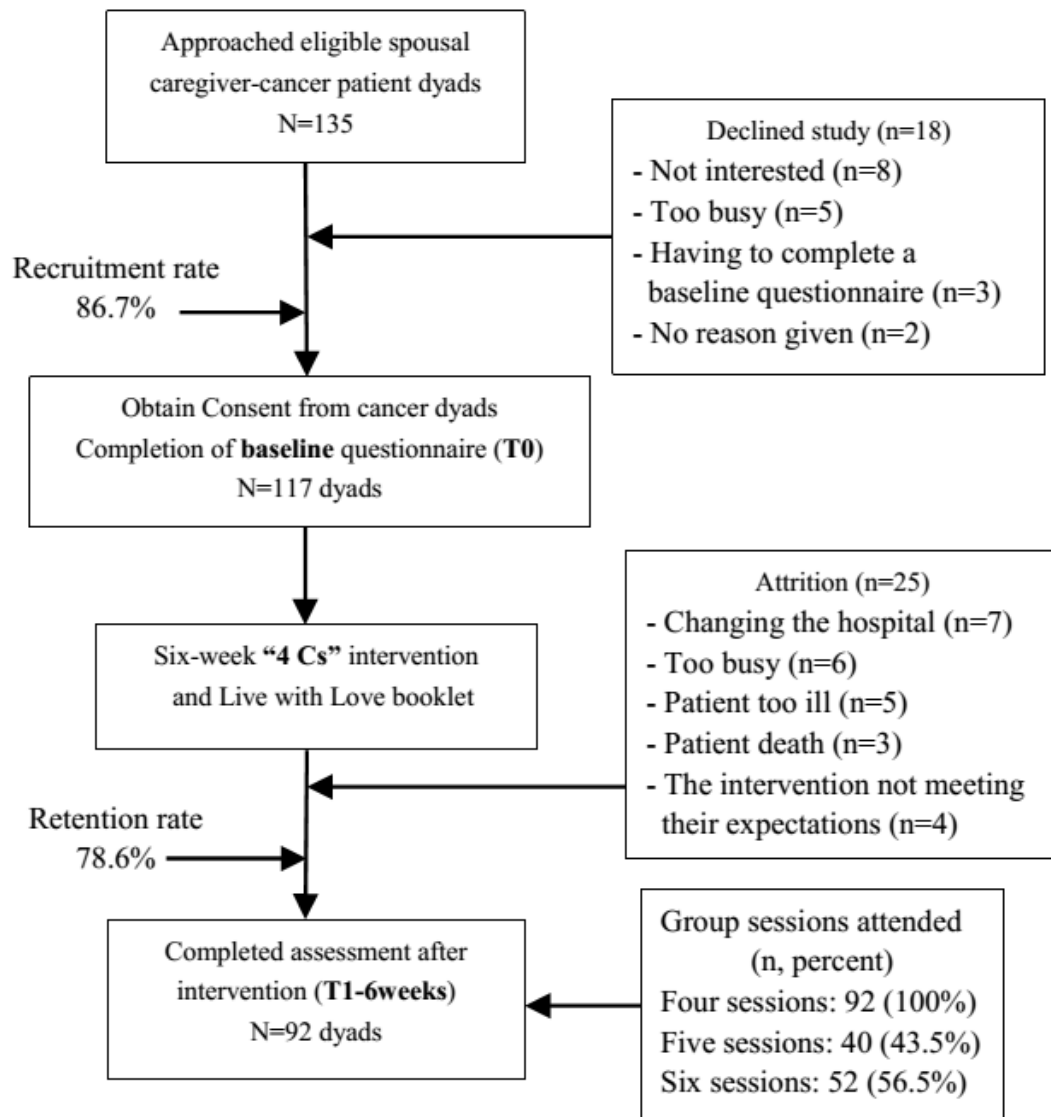 Approached eligible spousal
caregiver-cancer patient dyads
N=135
Declined study (n=18)
- Not interested (n=8)
- Too busy (n=5)
- Having to complete a
baseline questionnaire (n=3)
- No reason given (n=2)
Recruitment rate
86.7%
Obtain Consent from cancer dyads
Completion of baseline questionnaire (T0)
N=117 dyads
Six-week “4 Cs” intervention
and Live with Love booklet
Attrition (n=25)
- Changing the hospital (n=7)
- Too busy (n=6)
- Patient too ill (n=5)
- Patient death (n=3)
- The intervention not meeting
their expectations (n=4)
Retention rate
78.6%
Completed assessment after
intervention (T1-6weeks)
N=92 dyads
Group sessions attended
(n, percent)
Four sessions: 92 (100%)
Five sessions: 40 (43.5%)
Six sessions: 52 (56.5%)